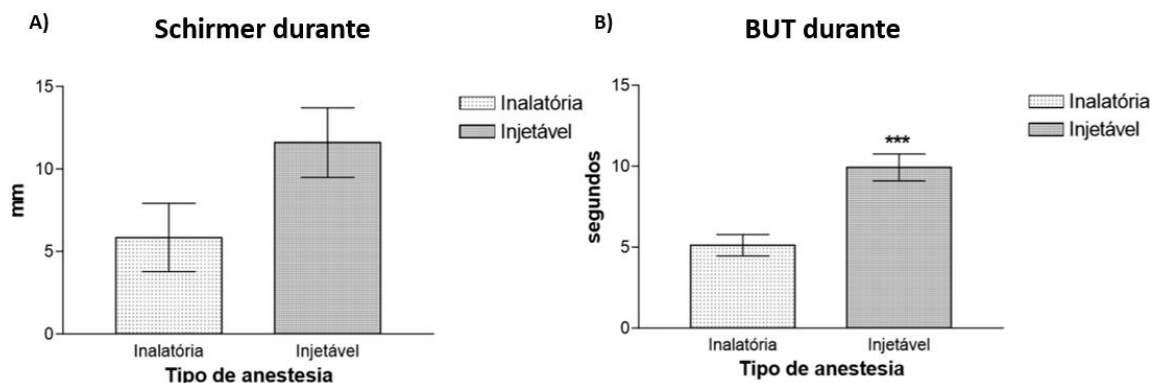 A)
Schirmer durante
15
10
5
0
mm
Inalatória
Injetável
Tipo de anestesia
Inalatória
Injetável
B)
BUT durante
15
10
5
0
segundos
***
Inalatória
Injetável
Tipo de anestesia
Inalatória
Injetável